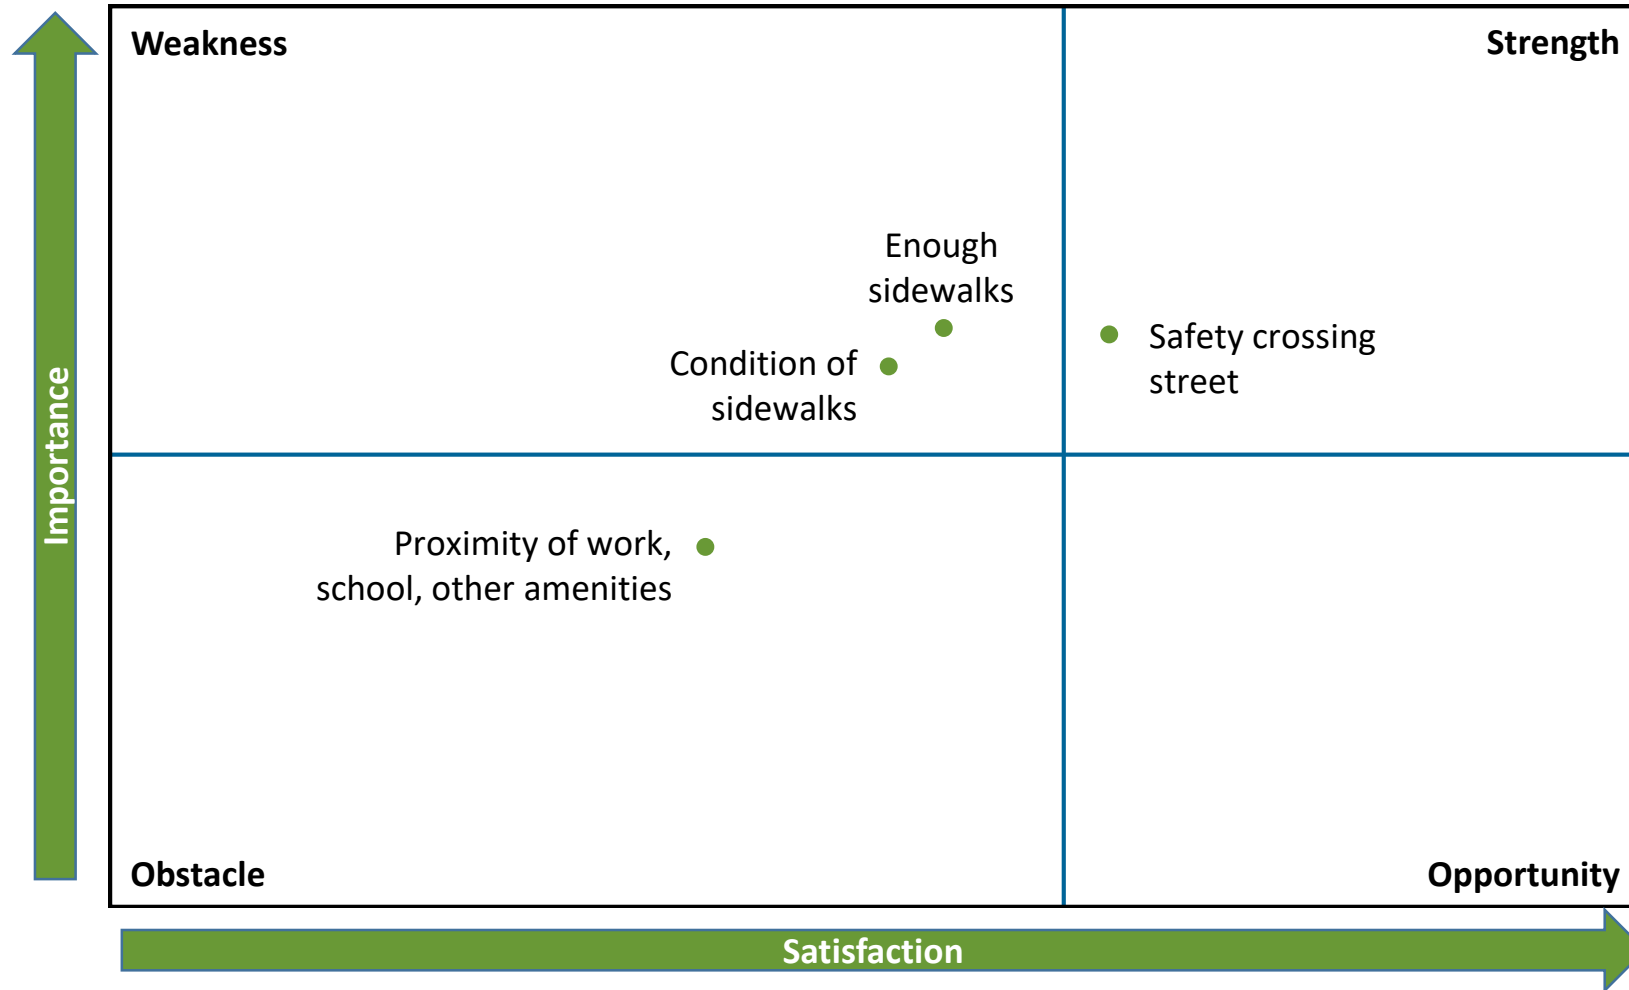 Weakness
Strength
Enough
sidewalks
Safety crossing
street
Condition of
sidewalks
Importance
Proximity of work,
school, other amenities
Obstacle
Opportunity
Satisfaction